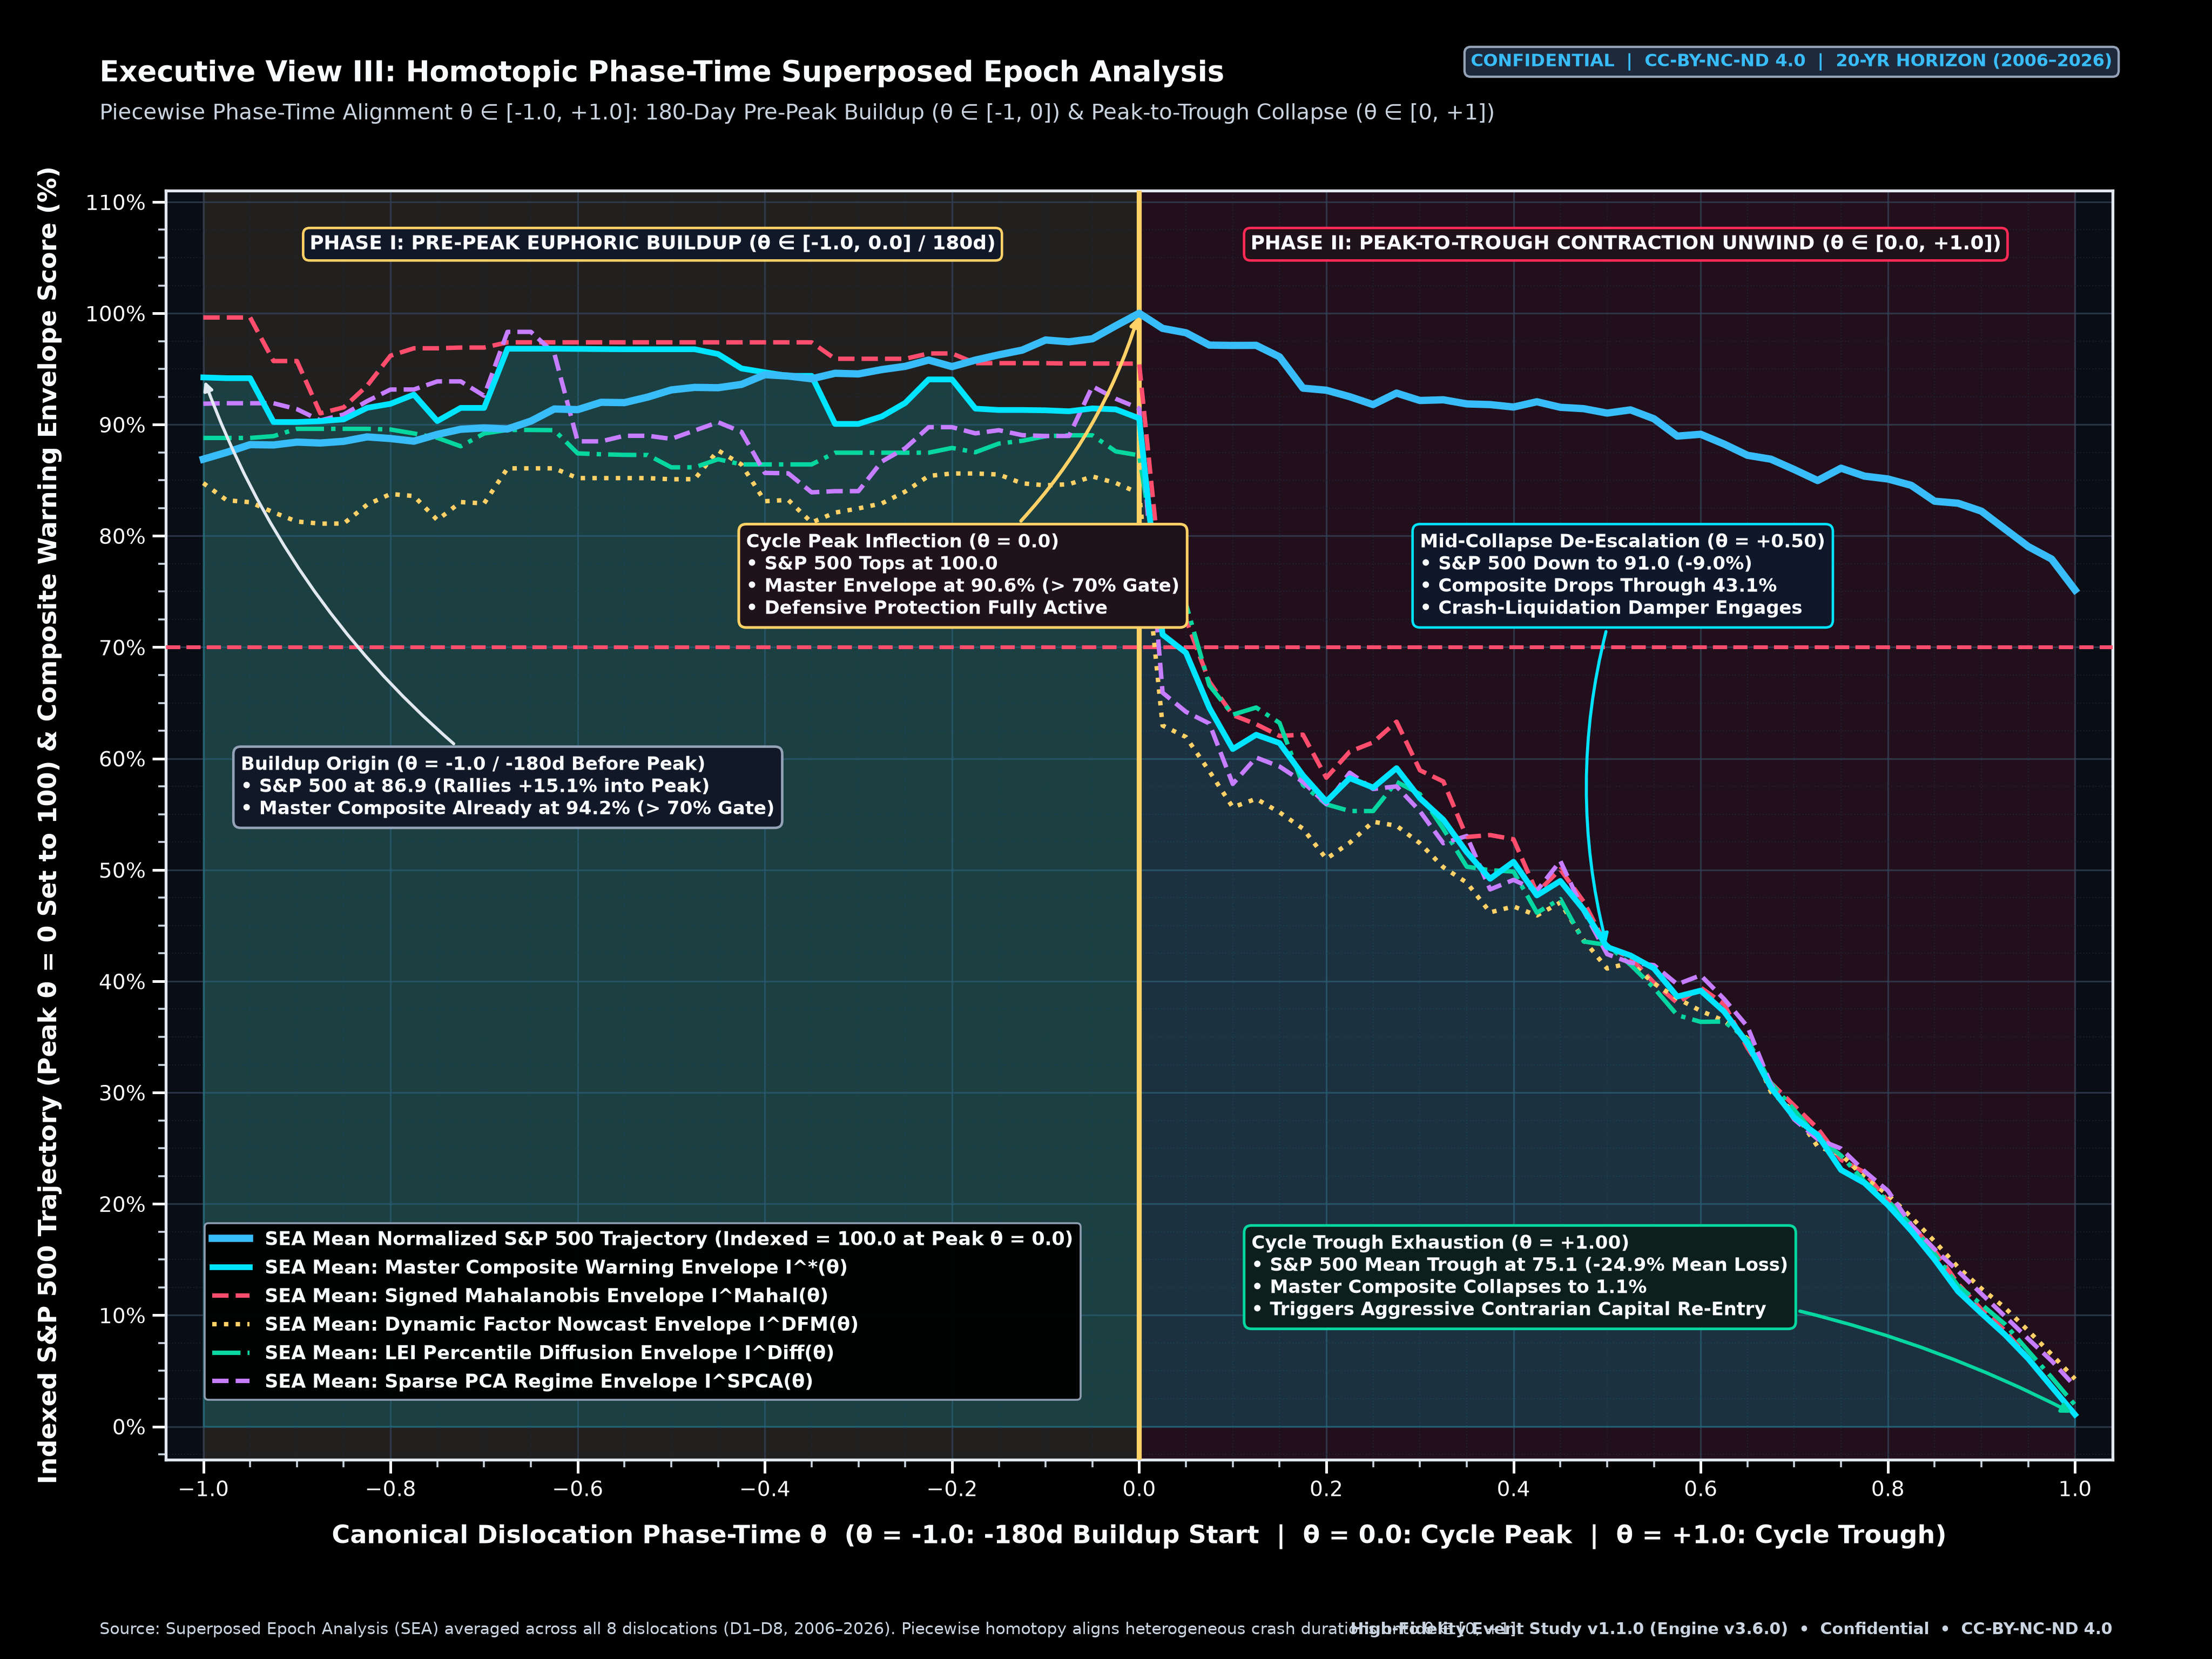 Executive View III: Homotopic Phase-Time Superposed Epoch Analysis
CONFIDENTIAL | CC-BY-NC-ND 4.0 | 20-YR HORIZON (2006–2026)
Piecewise Phase-Time Alignment θ ∈ [-1.0, +1.0]: 180-Day Pre-Peak Buildup (θ ∈ [-1, 0]) & Peak-to-Trough Collapse (θ ∈ [0, +1])
Indexed S&P 500 Trajectory (Peak θ = 0 Set to 100) & Composite Warning Envelope Score (%)
110%
100%
90%
80%
70%
60%
50%
40%
30%
20%
10%
0%
PHASE I: PRE-PEAK EUPHORIC BUILDUP (θ ∈ [-1.0, 0.0] / 180d)
PHASE II: PEAK-TO-TROUGH CONTRACTION UNWIND (θ ∈ [0.0, +1.0])
Cycle Peak Inflection (θ = 0.0)
• S&P 500 Tops at 100.0
• Master Envelope at 90.6% (> 70% Gate)
• Defensive Protection Fully Active
Mid-Collapse De-Escalation (θ = +0.50)
• S&P 500 Down to 91.0 (-9.0%)
• Composite Drops Through 43.1%
• Crash-Liquidation Damper Engages
Buildup Origin (θ = -1.0 / -180d Before Peak)
• S&P 500 at 86.9 (Rallies +15.1% into Peak)
• Master Composite Already at 94.2% (> 70% Gate)
SEA Mean Normalized S&P 500 Trajectory (Indexed = 100.0 at Peak θ = 0.0)
SEA Mean: Master Composite Warning Envelope I^*(θ)
SEA Mean: Signed Mahalanobis Envelope I^Mahal(θ)
SEA Mean: Dynamic Factor Nowcast Envelope I^DFM(θ)
SEA Mean: LEI Percentile Diffusion Envelope I^Diff(θ)
SEA Mean: Sparse PCA Regime Envelope I^SPCA(θ)
Cycle Trough Exhaustion (θ = +1.00)
• S&P 500 Mean Trough at 75.1 (-24.9% Mean Loss)
• Master Composite Collapses to 1.1%
• Triggers Aggressive Contrarian Capital Re-Entry
−1.0 −0.8 −0.6 −0.4 −0.2 0.0 0.2 0.4 0.6 0.8 1.0
Canonical Dislocation Phase-Time θ (θ = -1.0: -180d Buildup Start | θ = 0.0: Cycle Peak | θ = +1.0: Cycle Trough)
Source: Superposed Epoch Analysis (SEA) averaged across all 8 dislocations (D1–D8, 2006–2026). Piecewise homotopy aligns heterogeneous crash
High-Fidelity Event Study v1.1.0 (Engine v3.6.0) • Confidential • CC-BY-NC-ND 4.0